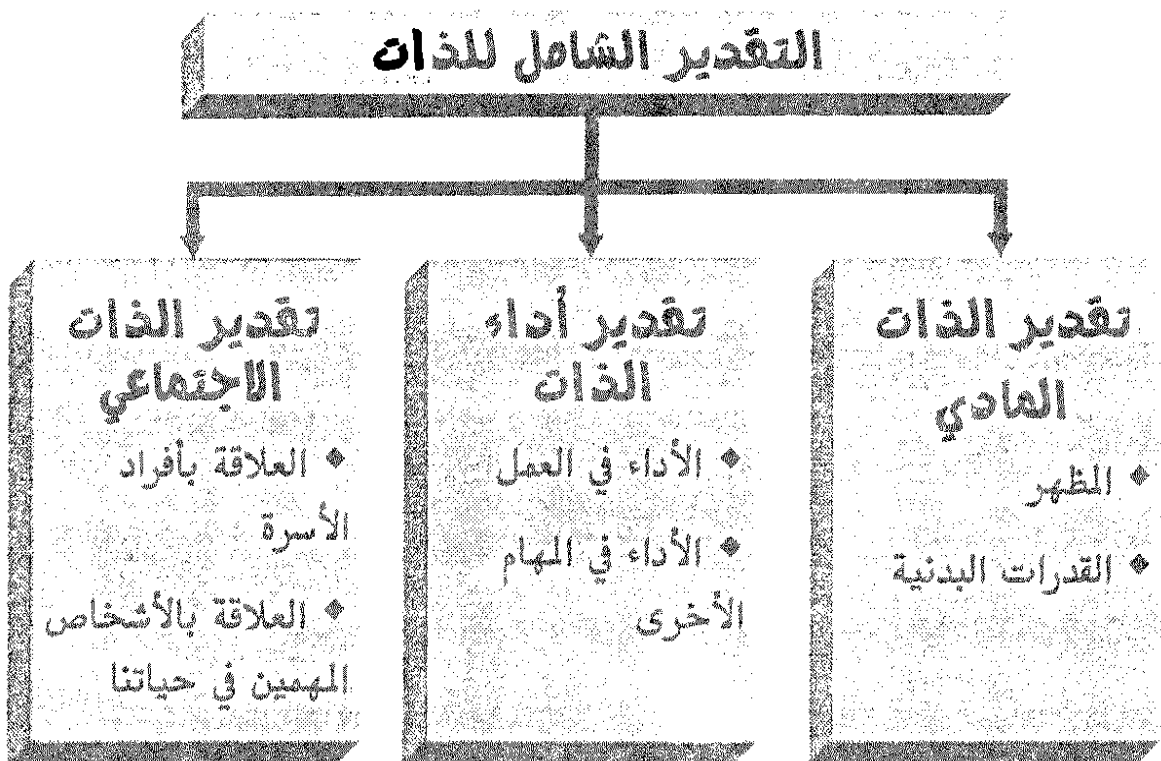 التقدير الشامل للذات
تقدير الذات
المادي
◆ المظهر
◆ القدرات البدنية
تقدير أداء
الذات
◆ الأداء في العمل
◆ الأداء في المهام
الأخرى
تقدير الذات
الاجتماعي
◆ العلاقة بأفراد
الأسرة
◆ العلاقة بالأشخاص
المهمين في حياتنا